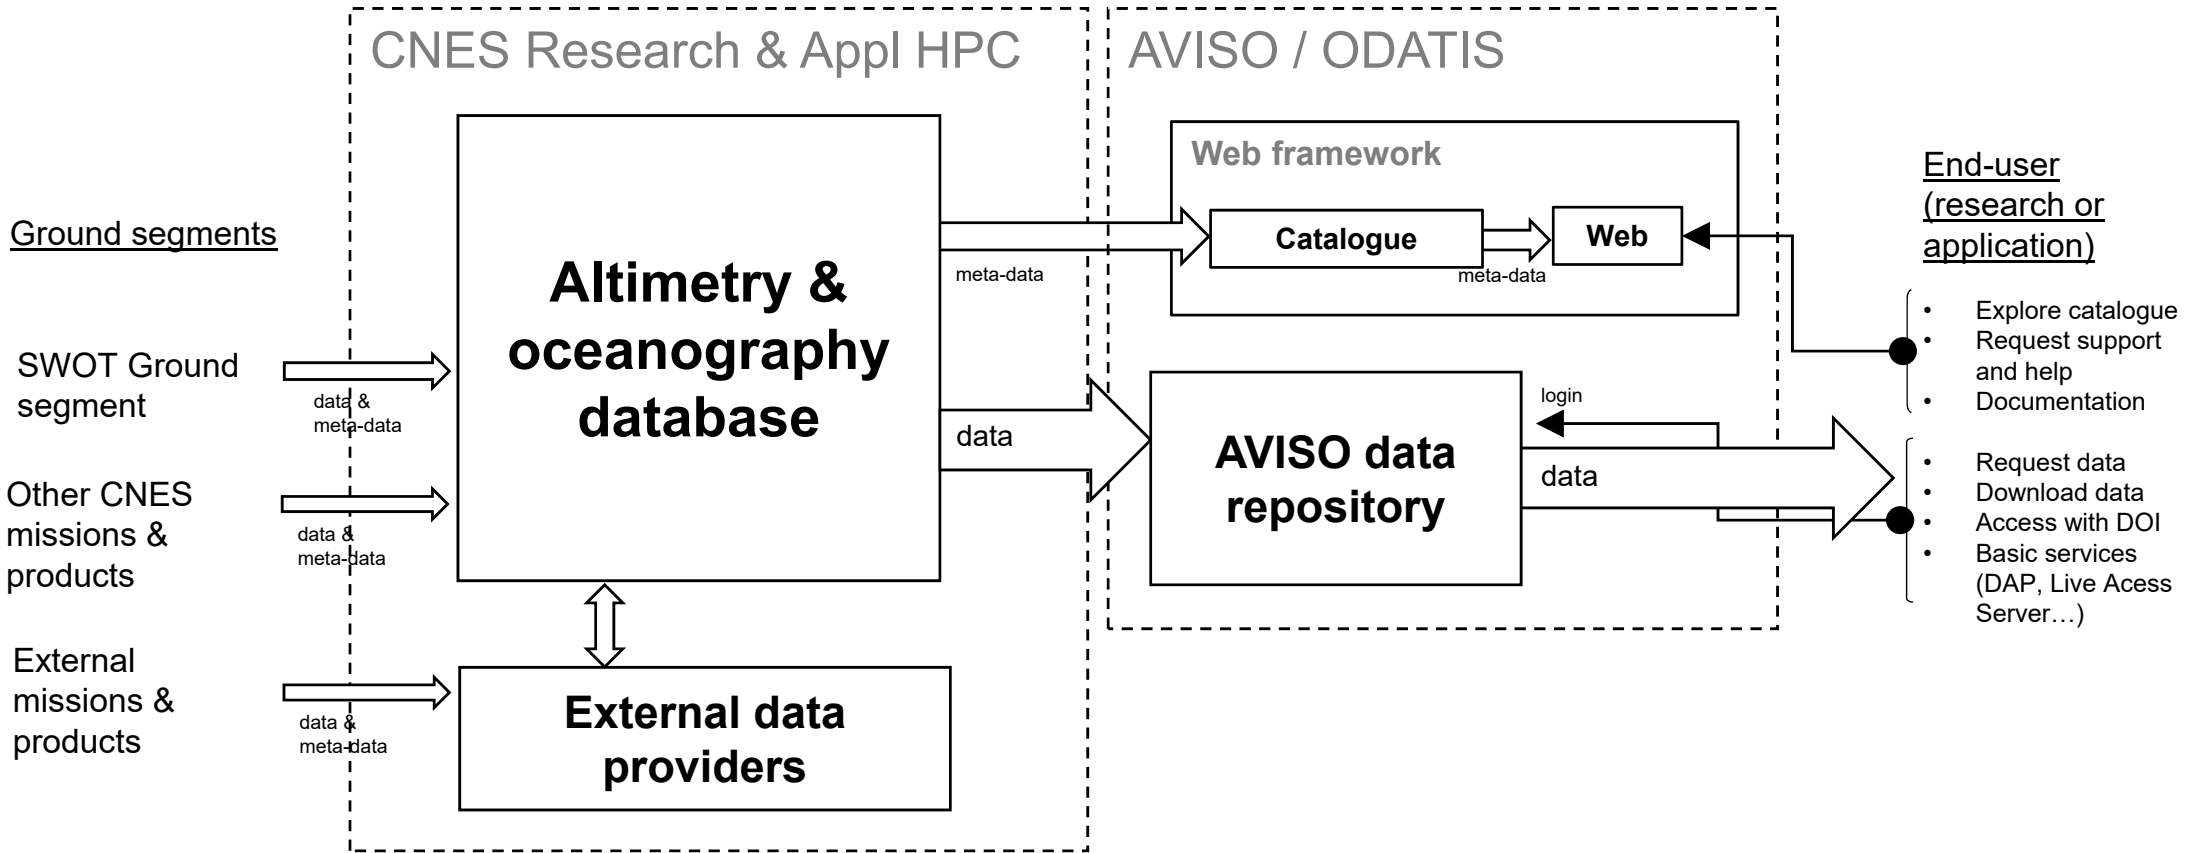 CNES Research & Appl HPC
AVISO / ODATIS
Ground segments
SWOT Ground
segment
data &
meta-data
Other CNES
missions &
products
data &
meta-data
External
missions &
products
data &
meta-data
Altimetry &
oceanography
database
External data
providers
meta-data
data
Web framework
Catalogue
meta-data
Web
AVISO data
repository
login
data
End-user
(research or
application)
• Explore catalogue
• Request support
and help
• Documentation
• Request data
• Download data
• Access with DOI
• Basic services
(DAP, Live Acess
Server…)